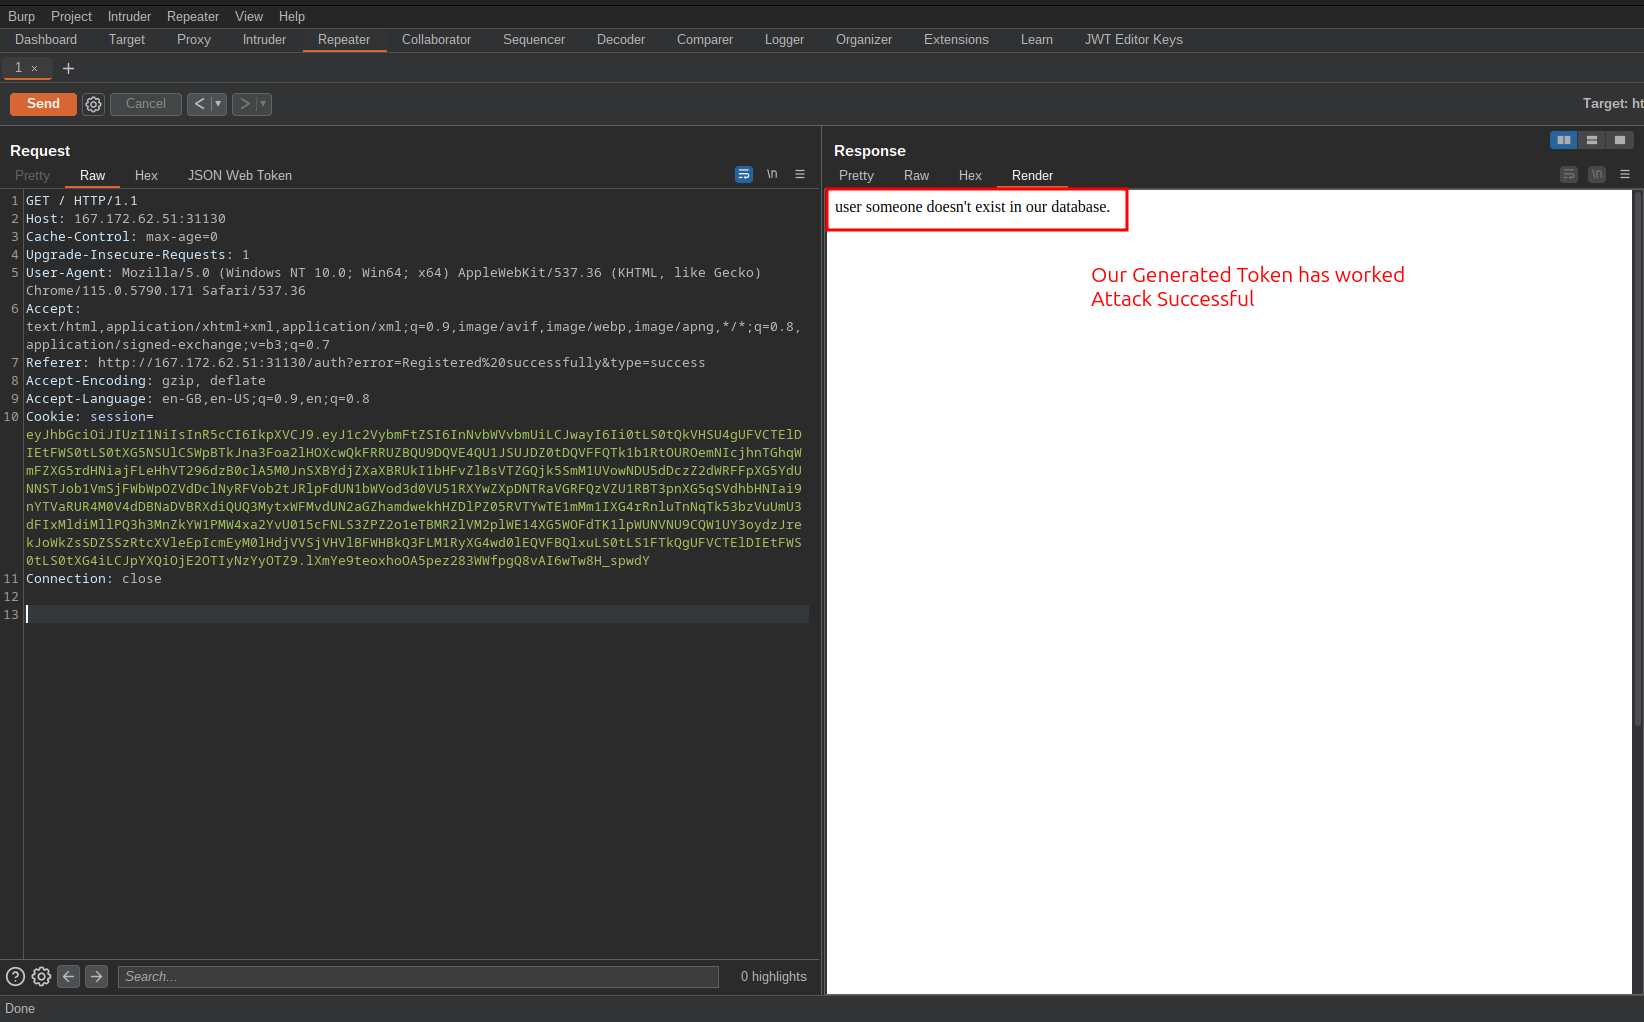 Burp Project Intruder Repeater View Help
Dashboard Target Proxy Intruder Repeater Collaborator Sequencer Decoder Comparer Logger Organizer Extensions Learn JWT Editor Keys
1 × +
Send Cancel < >
Target: ht
Request
Pretty Raw Hex JSON Web Token \n
1 GET / HTTP/1.1
2 Host: 167.172.62.51:31130
3 Cache-Control: max-age=0
4 Upgrade-Insecure-Requests: 1
5 User-Agent: Mozilla/5.0 (Windows NT 10.0; Win64; x64) AppleWebKit/537.36 (KHTML, like Gecko)
Chrome/115.0.5790.171 Safari/537.36
6 Accept:
text/html,application/xhtml+xml,application/xml;q=0.9,image/avif,image/webp,image/apng,*/*;q=0.8,
application/signed-exchange;v=b3;q=0.7
7 Referer: http://167.172.62.51:31130/auth?error=Registered%20successfully&type=success
8 Accept-Encoding: gzip, deflate
9 Accept-Language: en-GB,en-US;q=0.9,en;q=0.8
10 Cookie: session=
eyJhbGciOiJIUzI1NiIsInR5cCI6IkpXVCJ9.eyJ1c2VybmFtZSI6InNvbWVvbmUiLCJwayI6Ii0tLS0tQkVHSU4gUFVCTElD
11 Connection: close
12
13
Search...
0 highlights
Response
Pretty Raw Hex Render \n
user someone doesn't exist in our database.
Our Generated Token has worked
Attack Successful
Done